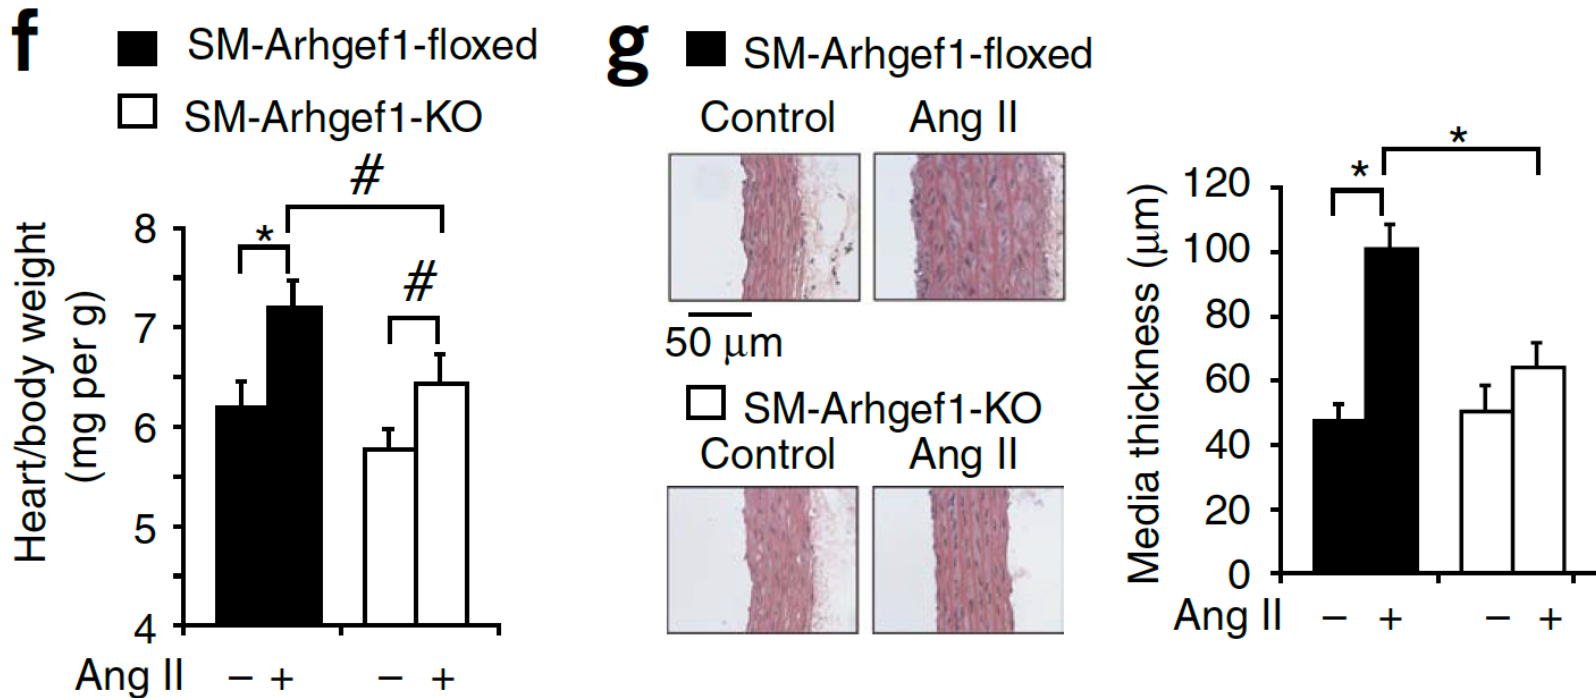 f
SM-Arhgef1-floxed
SM-Arhgef1-KO
#
*
#
Heart/body weight
(mg per g)
8
7
6
5
4
Ang II − + − +
g
SM-Arhgef1-floxed
Control Ang II
50 μm
SM-Arhgef1-KO
Control Ang II
*
*
Media thickness (μm)
120
100
80
60
40
20
0
Ang II − + − +